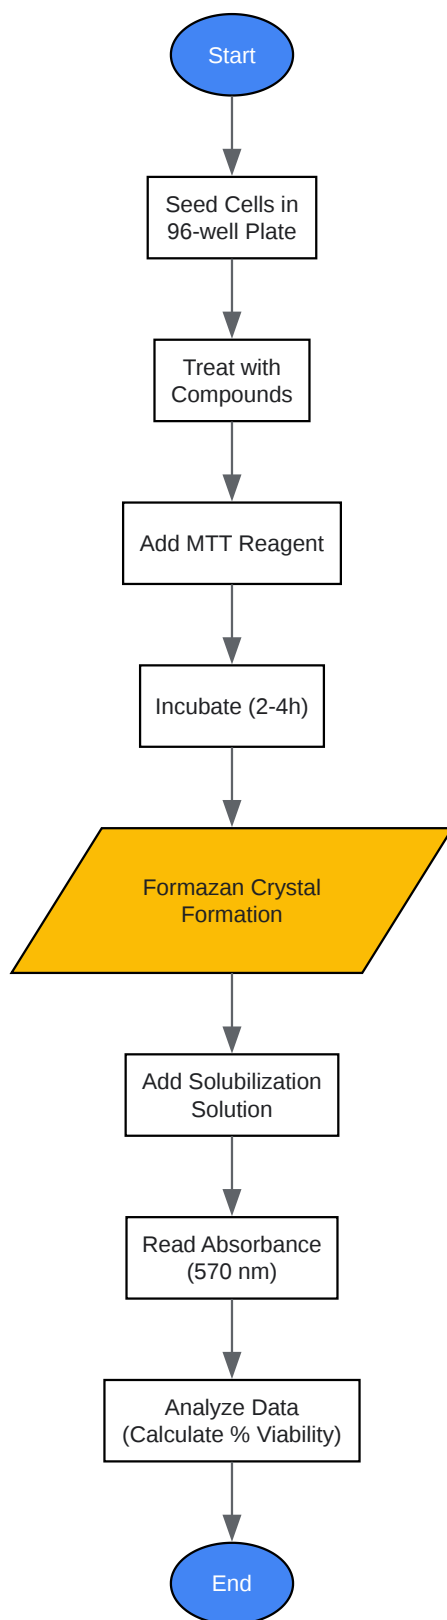 Start
Seed Cells in
96-well Plate
Treat with
Compounds
Add MTT Reagent
Incubate (2-4h)
Formazan Crystal
Formation
Add Solubilization
Solution
Read Absorbance
(570 nm)
Analyze Data
(Calculate % Viability)
End